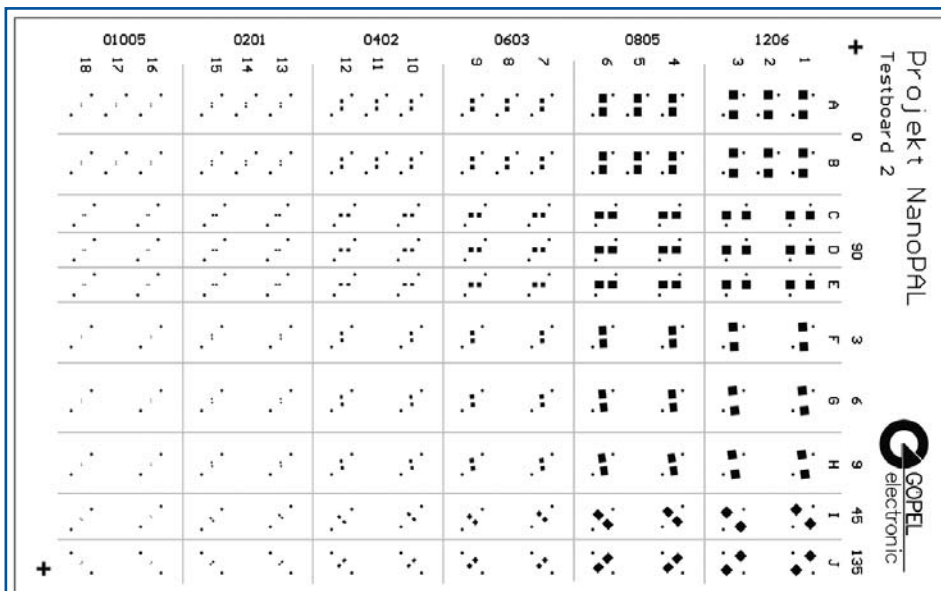 01005 0201 0402 0603 0805 1206
18 17 16 15 14 13 12 11 10 9 8 7 6 5 4 3 2 1
A
0
B
C
D
90
E
F 3
G 6
H 9
I 45
J 135
Projekt NanoPAL
Testboard 2
GÖPEL
electronic